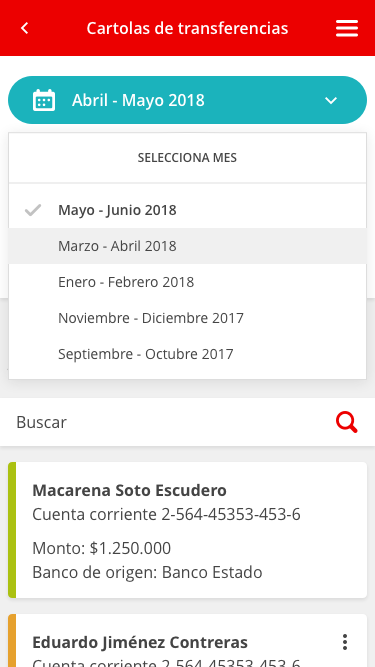 Cartolas de transferencias
Abril - Mayo 2018
SELECCIONA MES
Mayo - Junio 2018
Marzo - Abril 2018
Enero - Febrero 2018
Noviembre - Diciembre 2017
Septiembre - Octubre 2017
Buscar
Macarena Soto Escudero
Cuenta corriente 2-564-45353-453-6
Monto: $1.250.000
Banco de origen: Banco Estado
Eduardo Jiménez Contreras
Cuenta corriente 2-564-45353-453-6